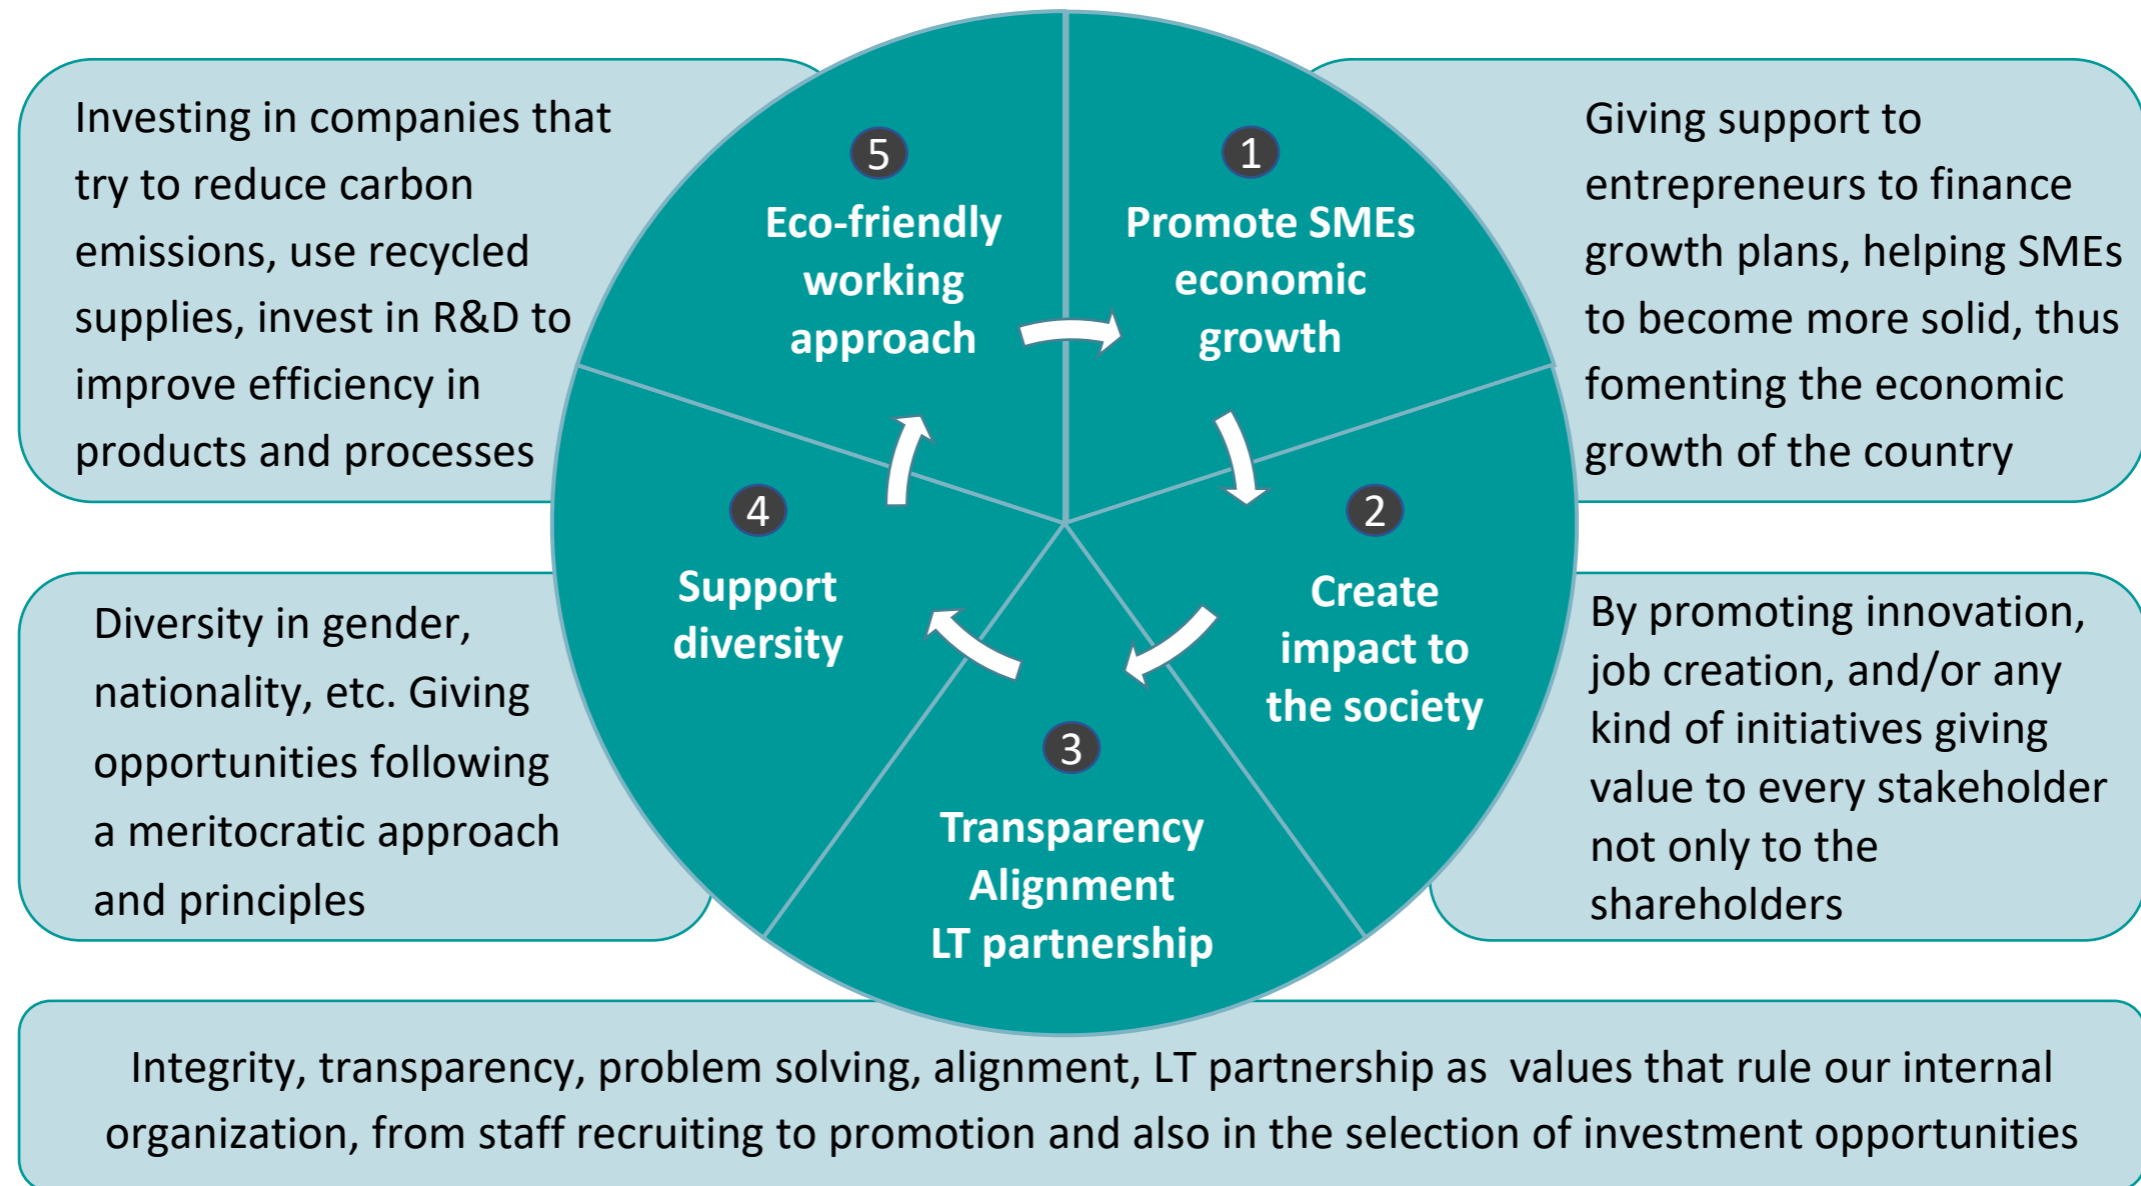 Investing in companies that
try to reduce carbon
emissions, use recycled
supplies, invest in R&D to
improve efficiency in
products and processes
5
Eco-friendly
working
approach
1
Promote SMEs
economic
growth
Giving support to
entrepreneurs to finance
growth plans, helping SMEs
to become more solid, thus
fomenting the economic
growth of the country
4
Support
diversity
2
Create
impact to
the society
Diversity in gender,
nationality, etc. Giving
opportunities following
a meritocratic approach
and principles
3
Transparency
Alignment
LT partnership
By promoting innovation,
job creation, and/or any
kind of initiatives giving
value to every stakeholder
not only to the
shareholders
Integrity, transparency, problem solving, alignment, LT partnership as values that rule our internal
organization, from staff recruiting to promotion and also in the selection of investment opportunities